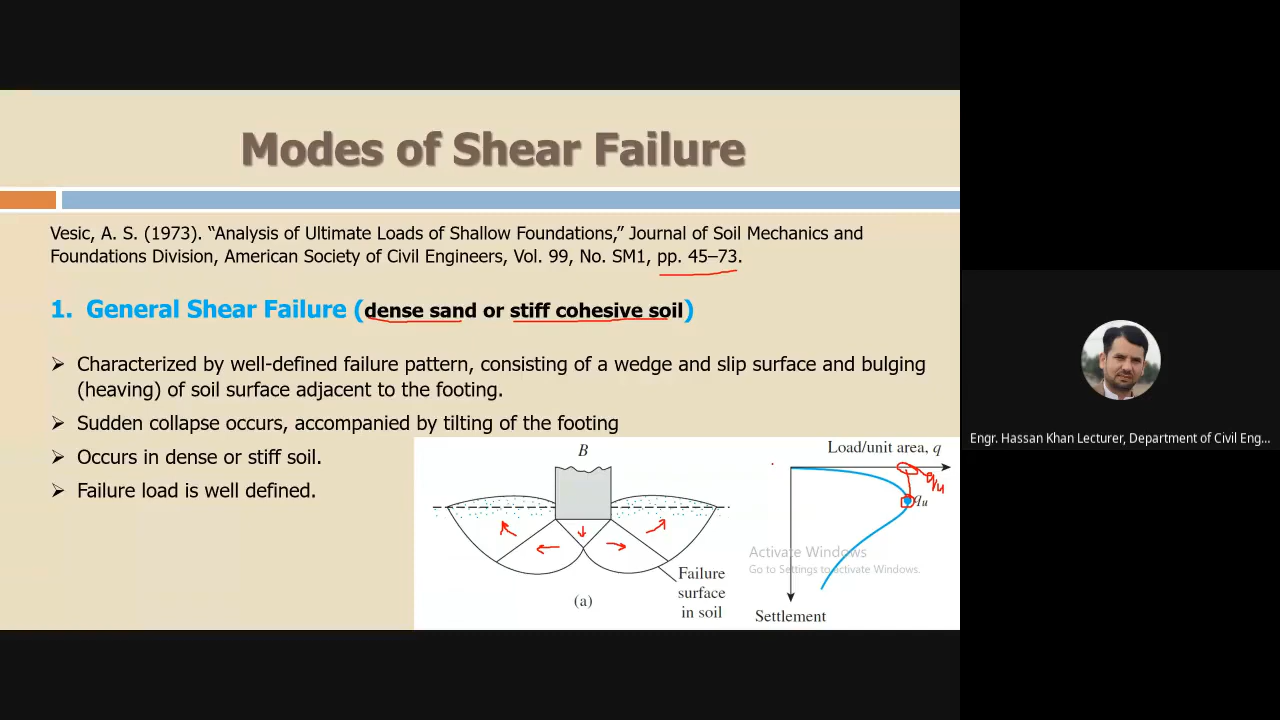 Modes of Shear Failure
Vesic, A. S. (1973). “Analysis of Ultimate Loads of Shallow Foundations,” Journal of Soil Mechanics and
Foundations Division, American Society of Civil Engineers, Vol. 99, No. SM1, pp. 45–73.
1. General Shear Failure (dense sand or stiff cohesive soil)
Characterized by well-defined failure pattern, consisting of a wedge and slip surface and bulging
(heaving) of soil surface adjacent to the footing.
Sudden collapse occurs, accompanied by tilting of the footing
Occurs in dense or stiff soil.
Failure load is well defined.
B
(a)
Failure
surface
in soil
Load/unit area, q
qu
qu
Settlement
Activate Windows
Go to Settings to activate Windows.
Engr. Hassan Khan Lecturer, Department of Civil Eng...